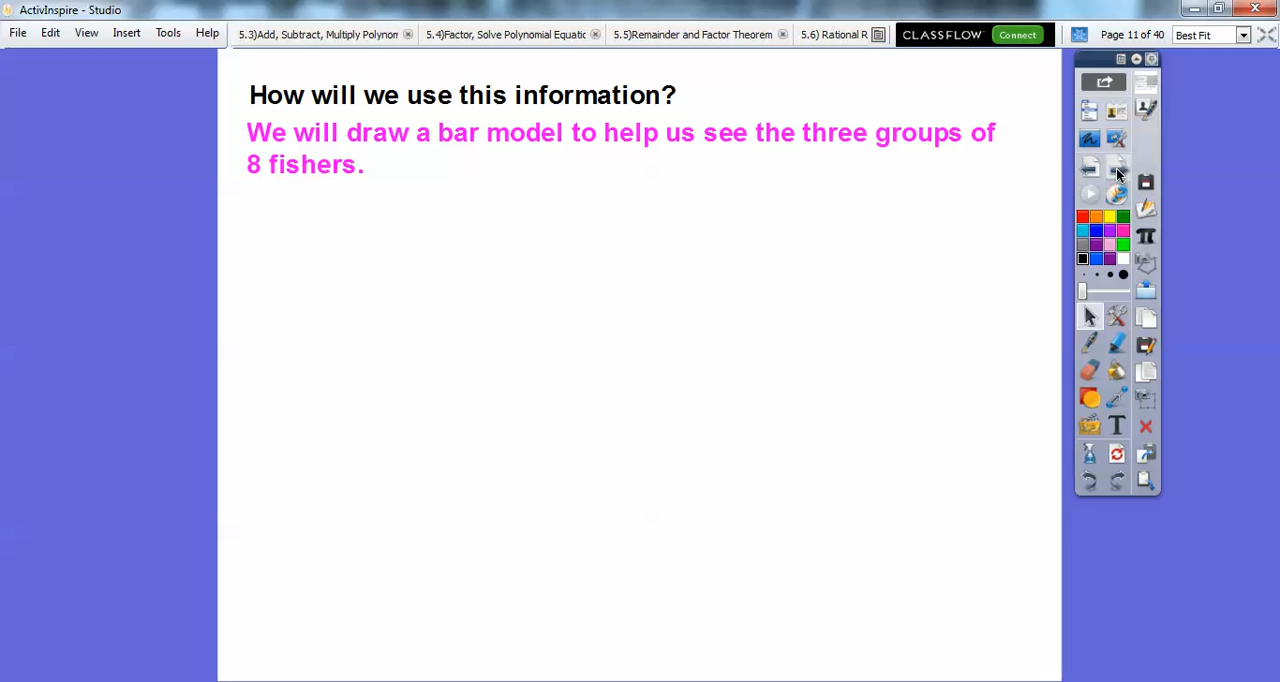 ActivInspire - Studio
File Edit View Insert Tools Help
5.3)Add, Subtract, Multiply Polynon 5.4)Factor, Solve Polynomial Equatic 5.5)Remainder and Factor Theorem 5.6) Rational R
CLASSFLOW Connect
Page 11 of 40 Best Fit
How will we use this information?
We will draw a bar model to help us see the three groups of
8 fishers.